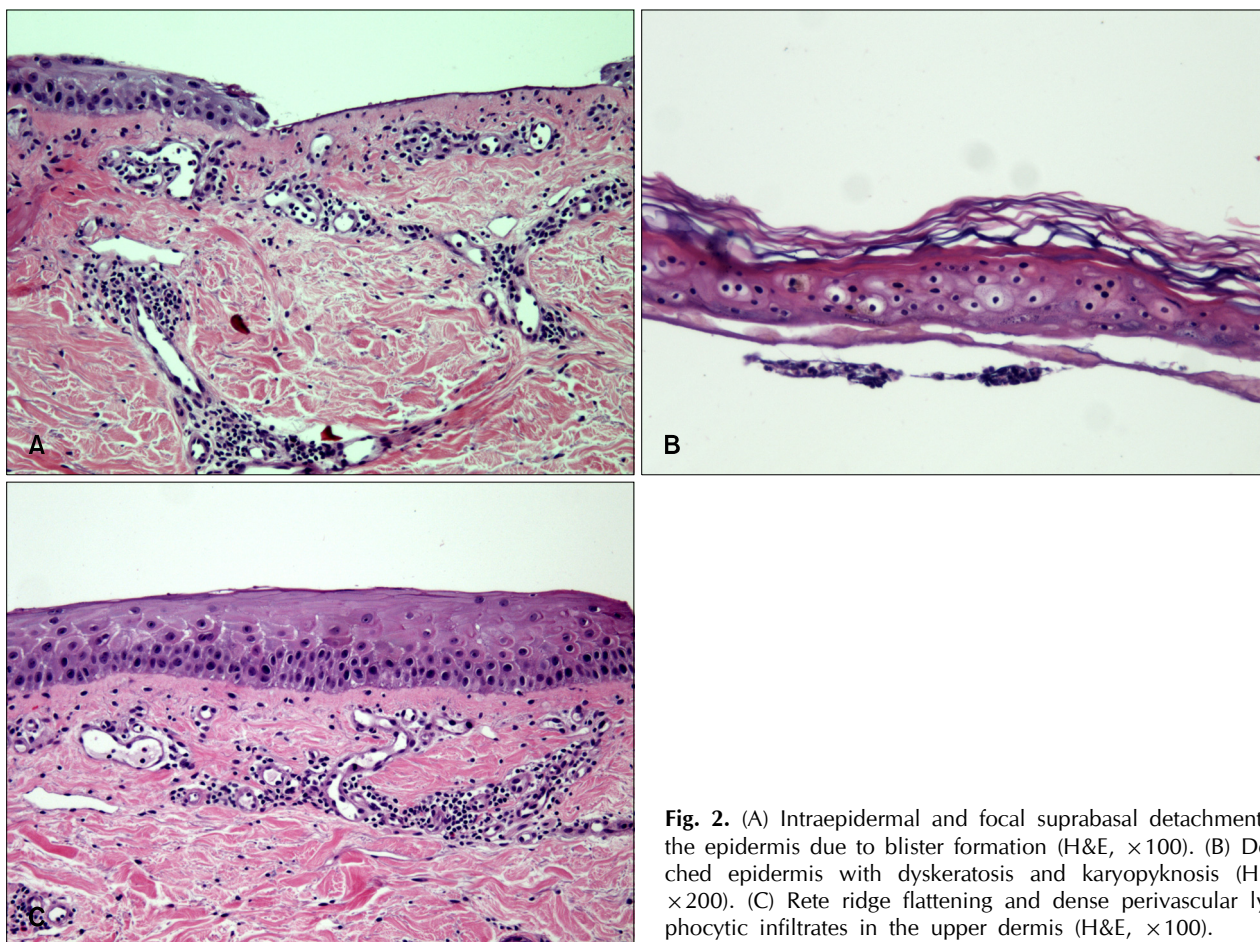 A
B
C
Fig. 2. (A) Intraepidermal and focal suprabasal detachment
the epidermis due to blister formation (H&E, ×100). (B) De
ched epidermis with dyskeratosis and karyopyknosis (H
×200). (C) Rete ridge flattening and dense perivascular ly
phocytic infiltrates in the upper dermis (H&E, ×100).